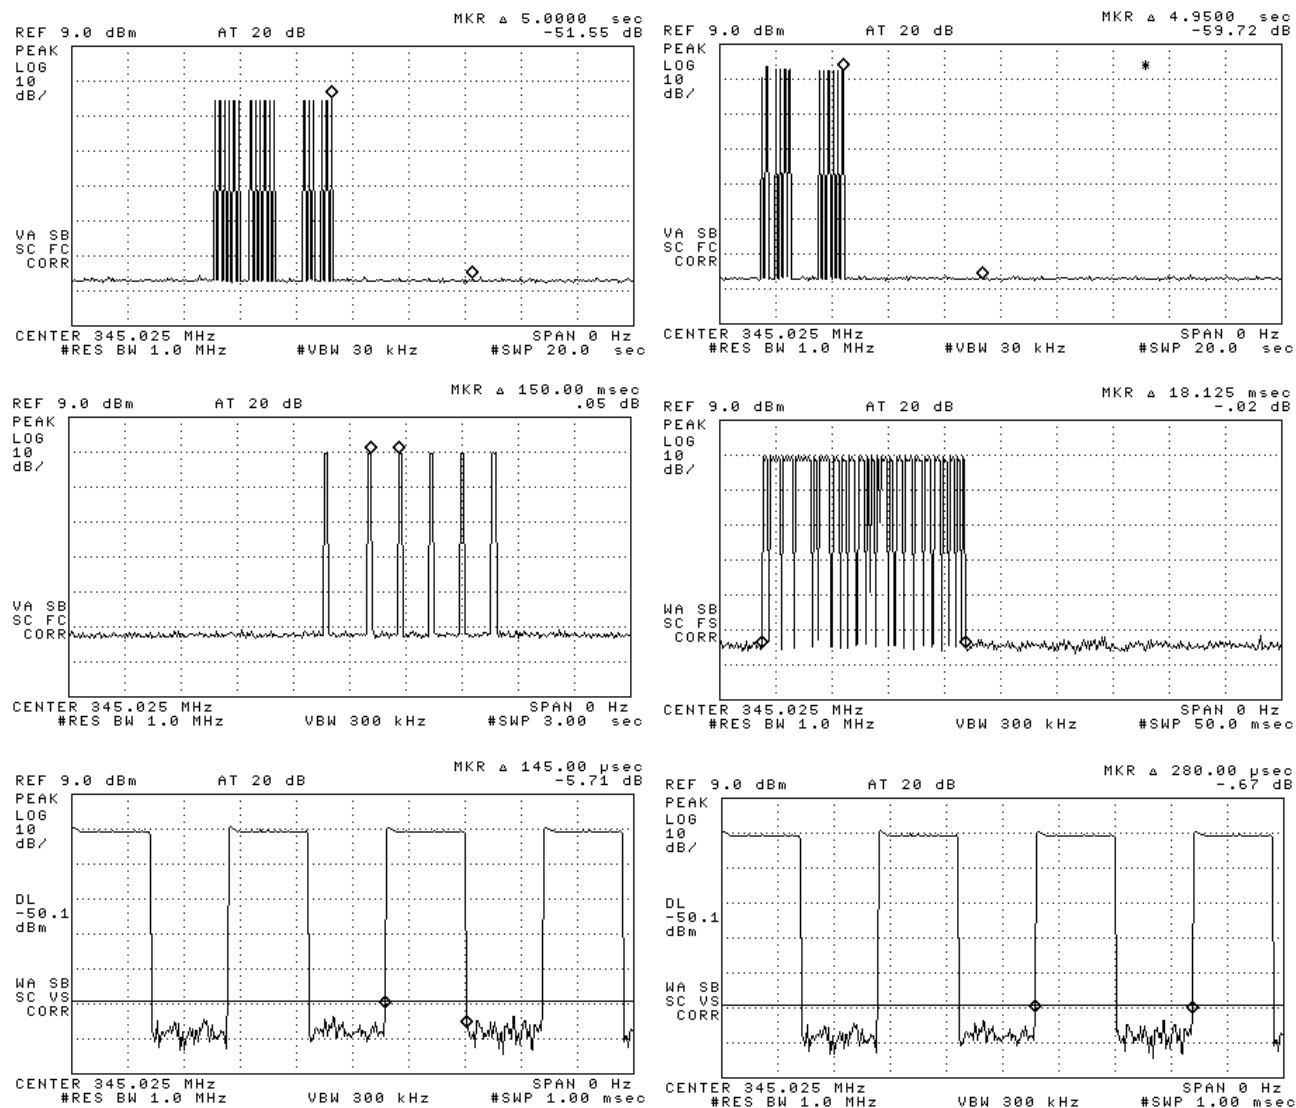 MKR Δ 5.0000 sec
REF 9.0 dBm AT 20 dB -51.55 dB
PEAK
LOG
10
dB/
VA SB
SC FC
CORR
CENTER 345.025 MHz SPAN 0 Hz
#RES BW 1.0 MHz #VBW 30 kHz #SWP 20.0 sec
MKR Δ 4.9500 sec
REF 9.0 dBm AT 20 dB -59.72 dB
PEAK
LOG
10
dB/
*
VA SB
SC FC
CORR
CENTER 345.025 MHz SPAN 0 Hz
#RES BW 1.0 MHz #VBW 30 kHz #SWP 20.0 sec
MKR Δ 150.00 msec
REF 9.0 dBm AT 20 dB .05 dB
PEAK
LOG
10
dB/
VA SB
SC FC
CORR
CENTER 345.025 MHz SPAN 0 Hz
#RES BW 1.0 MHz VBW 300 kHz #SWP 3.00 sec
MKR Δ 18.125 msec
REF 9.0 dBm AT 20 dB -.02 dB
PEAK
LOG
10
dB/
WA SB
SC FS
CORR
CENTER 345.025 MHz SPAN 0 Hz
#RES BW 1.0 MHz VBW 300 kHz #SWP 50.0 msec
MKR Δ 145.00 μsec
REF 9.0 dBm AT 20 dB -5.71 dB
PEAK
LOG
10
dB/
DL
-50.1
dBm
WA SB
SC VS
CORR
CENTER 345.025 MHz SPAN 0 Hz
#RES BW 1.0 MHz VBW 300 kHz #SWP 1.00 msec
MKR Δ 280.00 μsec
REF 9.0 dBm AT 20 dB -.67 dB
PEAK
LOG
10
dB/
DL
-50.1
dBm
WA SB
SC VS
CORR
CENTER 345.025 MHz SPAN 0 Hz
#RES BW 1.0 MHz VBW 300 kHz #SWP 1.00 msec